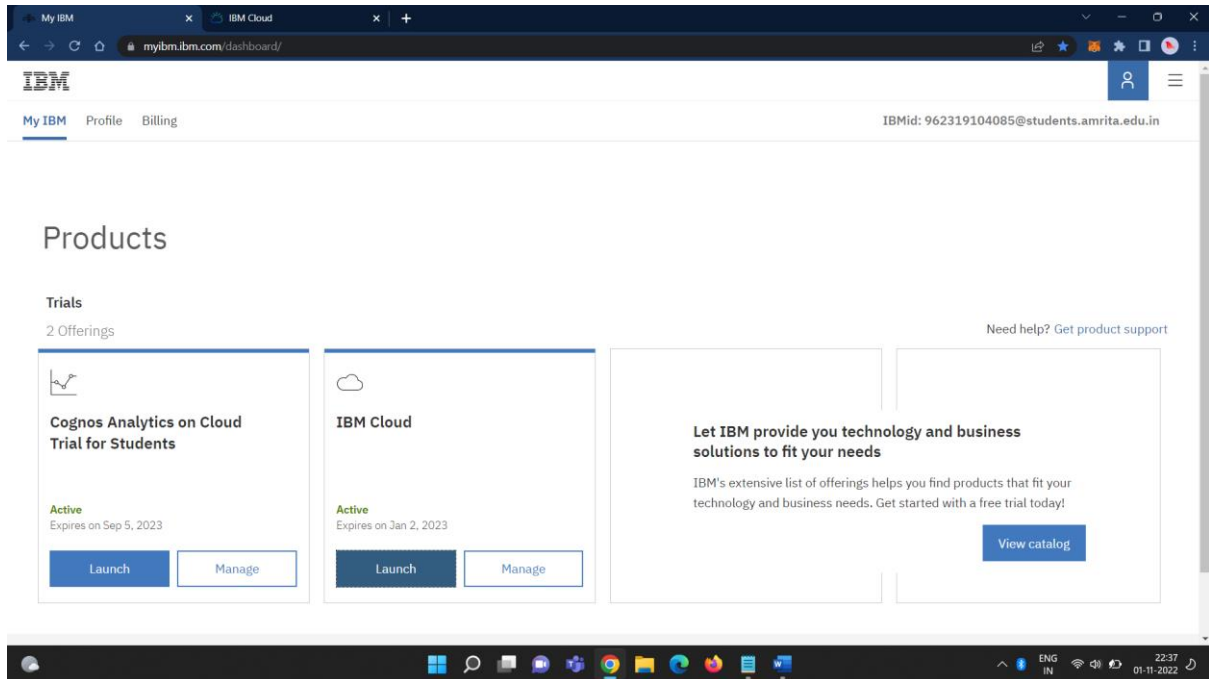 My IBM
IBM Cloud
myibm.ibm.com/dashboard/
IBM
My IBM Profile Billing
IBMid: 962319104085@students.amrita.edu.in
Products
Trials
2 Offerings
Need help? Get product support
Cognos Analytics on Cloud
Trial for Students
Active
Expires on Sep 5, 2023
Launch
Manage
IBM Cloud
Active
Expires on Jan 2, 2023
Launch
Manage
Let IBM provide you technology and business
solutions to fit your needs
IBM's extensive list of offerings helps you find products that fit your
technology and business needs. Get started with a free trial today!
View catalog
ENG
IN
22:37
01-11-2022